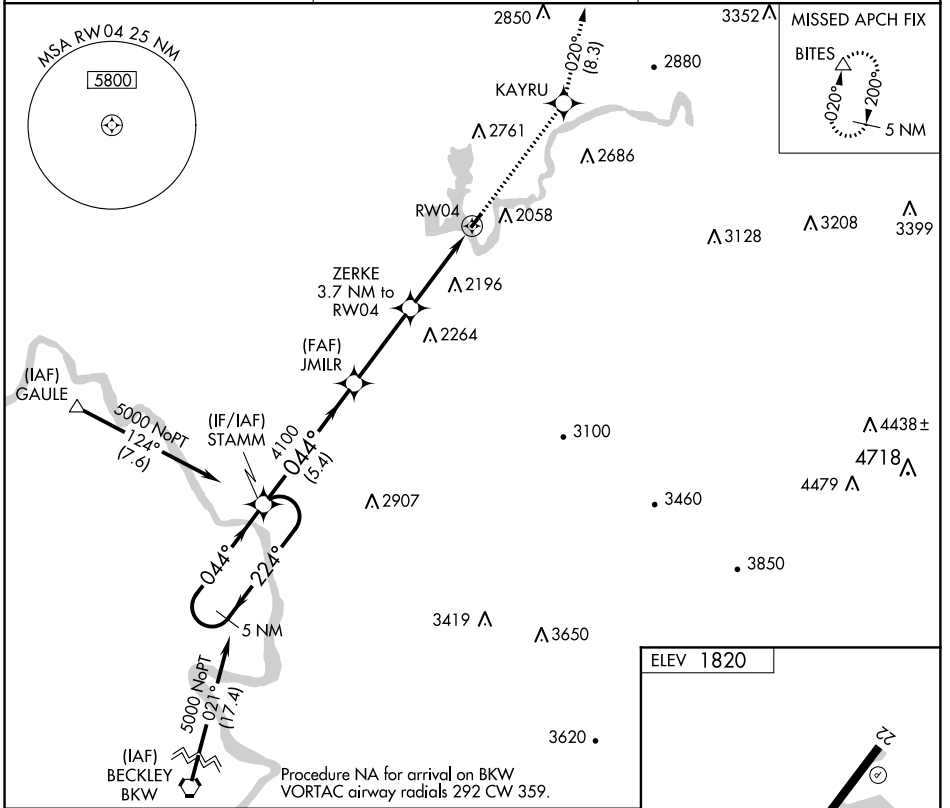 MSA RW04 25 NM
5800
2850
3352
MISSED APCH FIX
BITES
020°
200°
5 NM
020°
(8.3)
2880
KAYRU
2761
2686
RW04
2058
3128
3208
3399
ZERKE
3.7 NM to
RW04
2196
2264
(FAF)
JMILR
(IAF)
GAULE
5000 NoPT
124°
(7.6)
(IF/IAF)
STAMM
4100
044°
(5.4)
3100
4438±
4718
4479
2907
3460
3850
044°
224°
5 NM
3419
3650
5000 NoPT
021°
(17.4)
3620
(IAF)
BECKLEY
BKW
Procedure NA for arrival on BKW
VORTAC airway radials 292 CW 359.
ELEV 1820
22